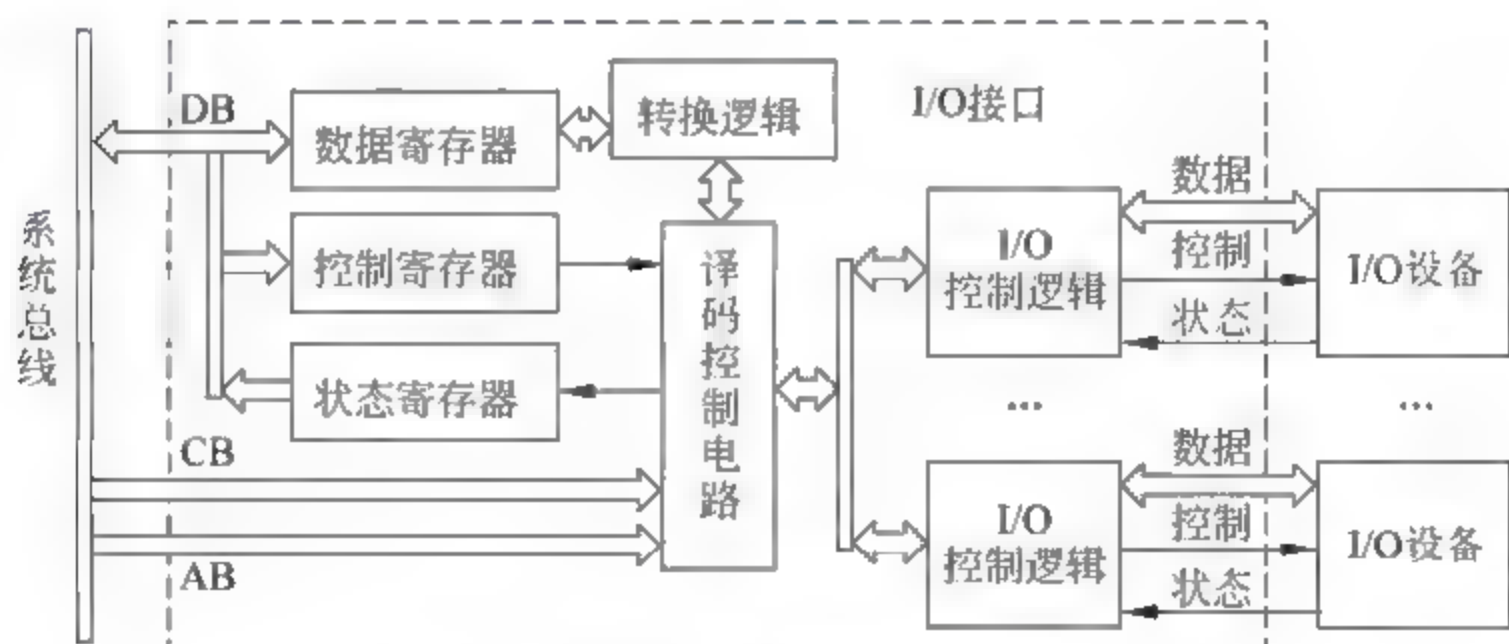 DB
转换逻辑
I/O接口
数据寄存器
系统总线
控制寄存器
状态寄存器
译码控制电路
CB
AB
I/O
控制逻辑
数据
控制
状态
I/O设备
...
...
I/O
控制逻辑
数据
控制
状态
I/O设备